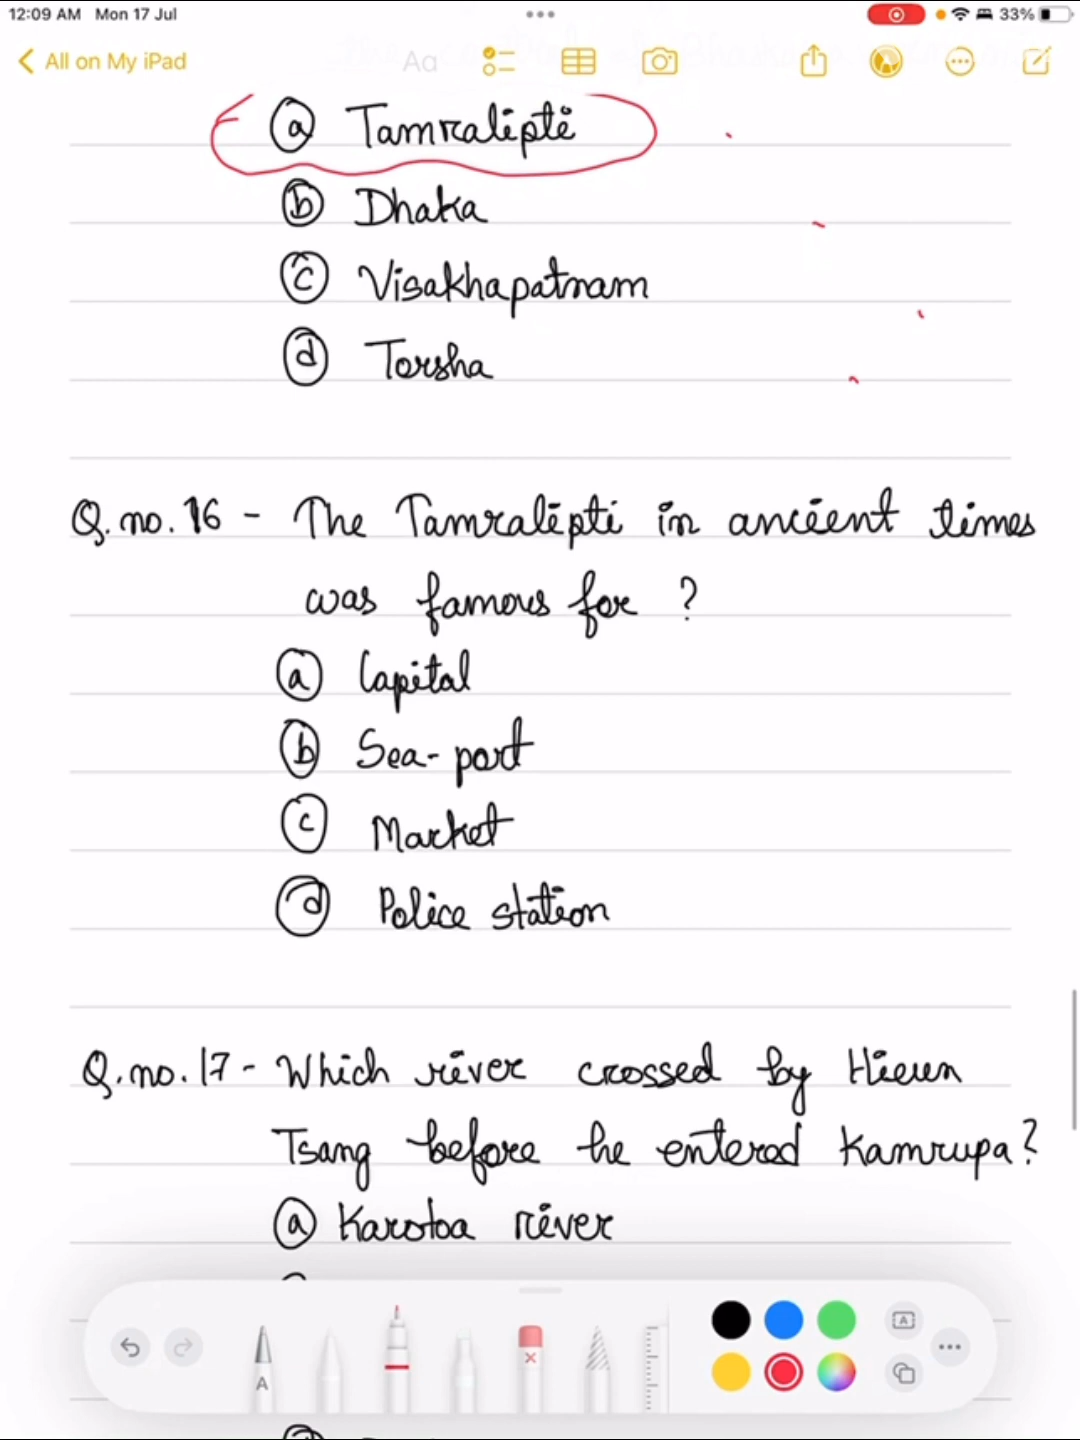 12:09 AM Mon 17 Jul
33%
All on My iPad
Aa
a Tamralipti
b Dhaka
c Visakhapatnam
d Torsha
Q.no.16 - The Tamralipti in ancient times
was famous for ?
a Capital
b Sea-port
c Market
d Police station
Q.no.17 - Which river crossed by Hieun
Tsang before he entered Kamrupa?
a Karotoa river
A
A